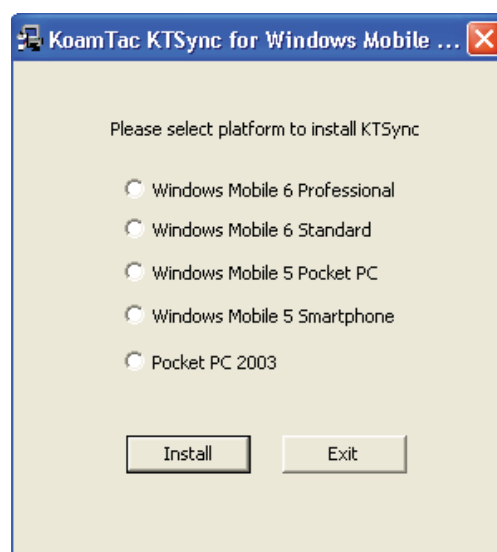 KoamTac KTSync for Windows Mobile ...
Please select platform to install KTSync
Windows Mobile 6 Professional
Windows Mobile 6 Standard
Windows Mobile 5 Pocket PC
Windows Mobile 5 Smartphone
Pocket PC 2003
Install Exit